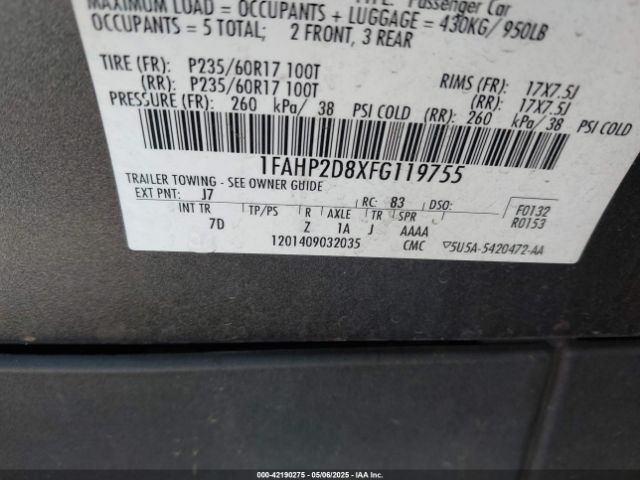 TYPE: Passenger Car
MAXIMUM LOAD = OCCUPANTS + LUGGAGE = 430KG/ 950LB
OCCUPANTS = 5 TOTAL; 2 FRONT, 3 REAR
TIRE (FR): P235/60R17 100T RIMS (FR): 17X7.5J
(RR): P235/60R17 100T (RR): 17X7.5J
PRESSURE (FR): 260 kPa/ 38 PSI COLD (RR): 260 kPa/ 38 PSI COLD
1FAHP2D8XFG119755
TRAILER TOWING - SEE OWNER GUIDE
EXT PNT: J7 RC: 83 DSO:
INT TR TP/PS R AXLE TR SPR F0132
7D Z 1A J AAAA R0153
1201409032035 CMC ▽5U5A-5420472-AA
000-42190275 - 05/06/2025 - IAA Inc.